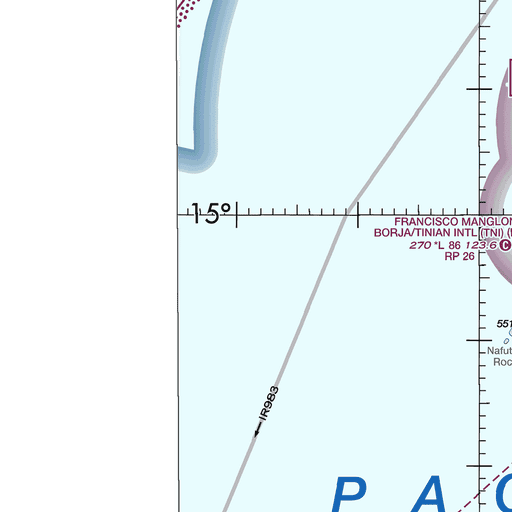 15°
FRANCISCO MANGLON
BORJA/TINIAN INTL (TNI) (
270 *L 86 123.6 C
RP 26
551
Nafut
Roc
IR983
P A C